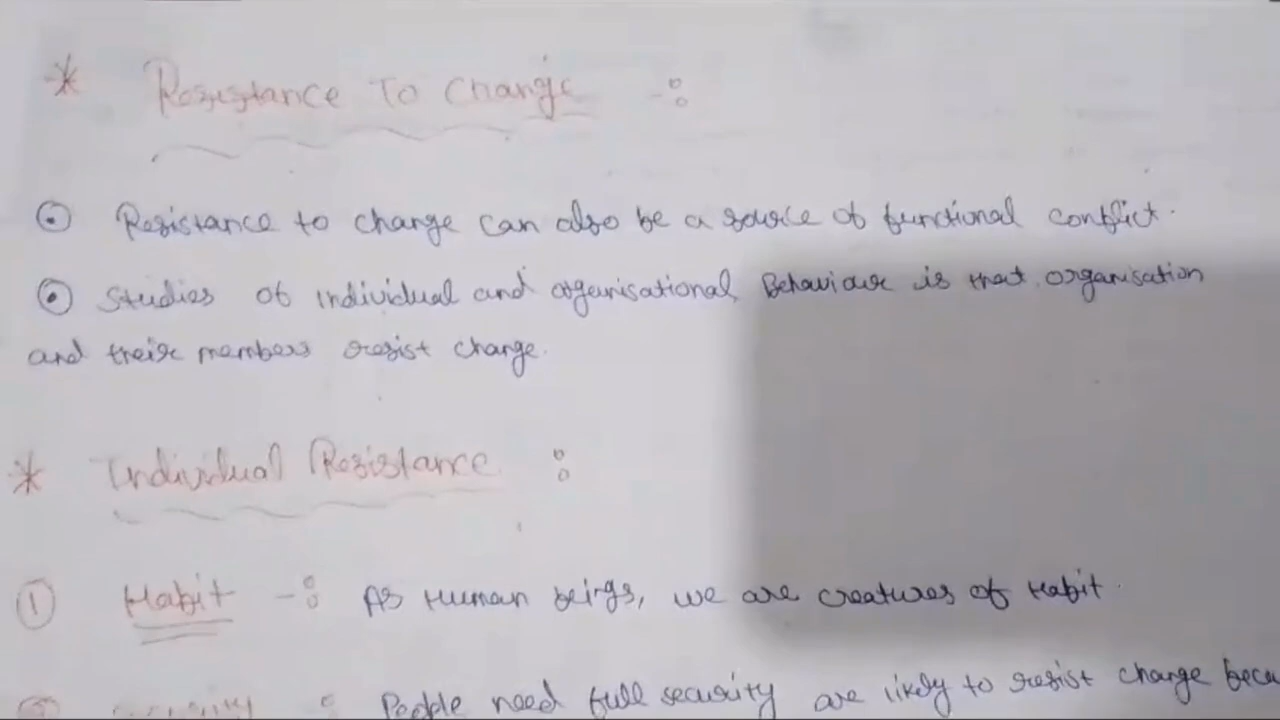 * Resistance To Change -:
⊙ Resistance to change can also be a source of functional conflict.
⊙ Studies of individual and organisational Behaviour is that organisation
and their members resist change.
* Individual Resistance :
① Habit -: As Human beings, we are creatures of Habit.
② Security : People need full security are likely to resist change